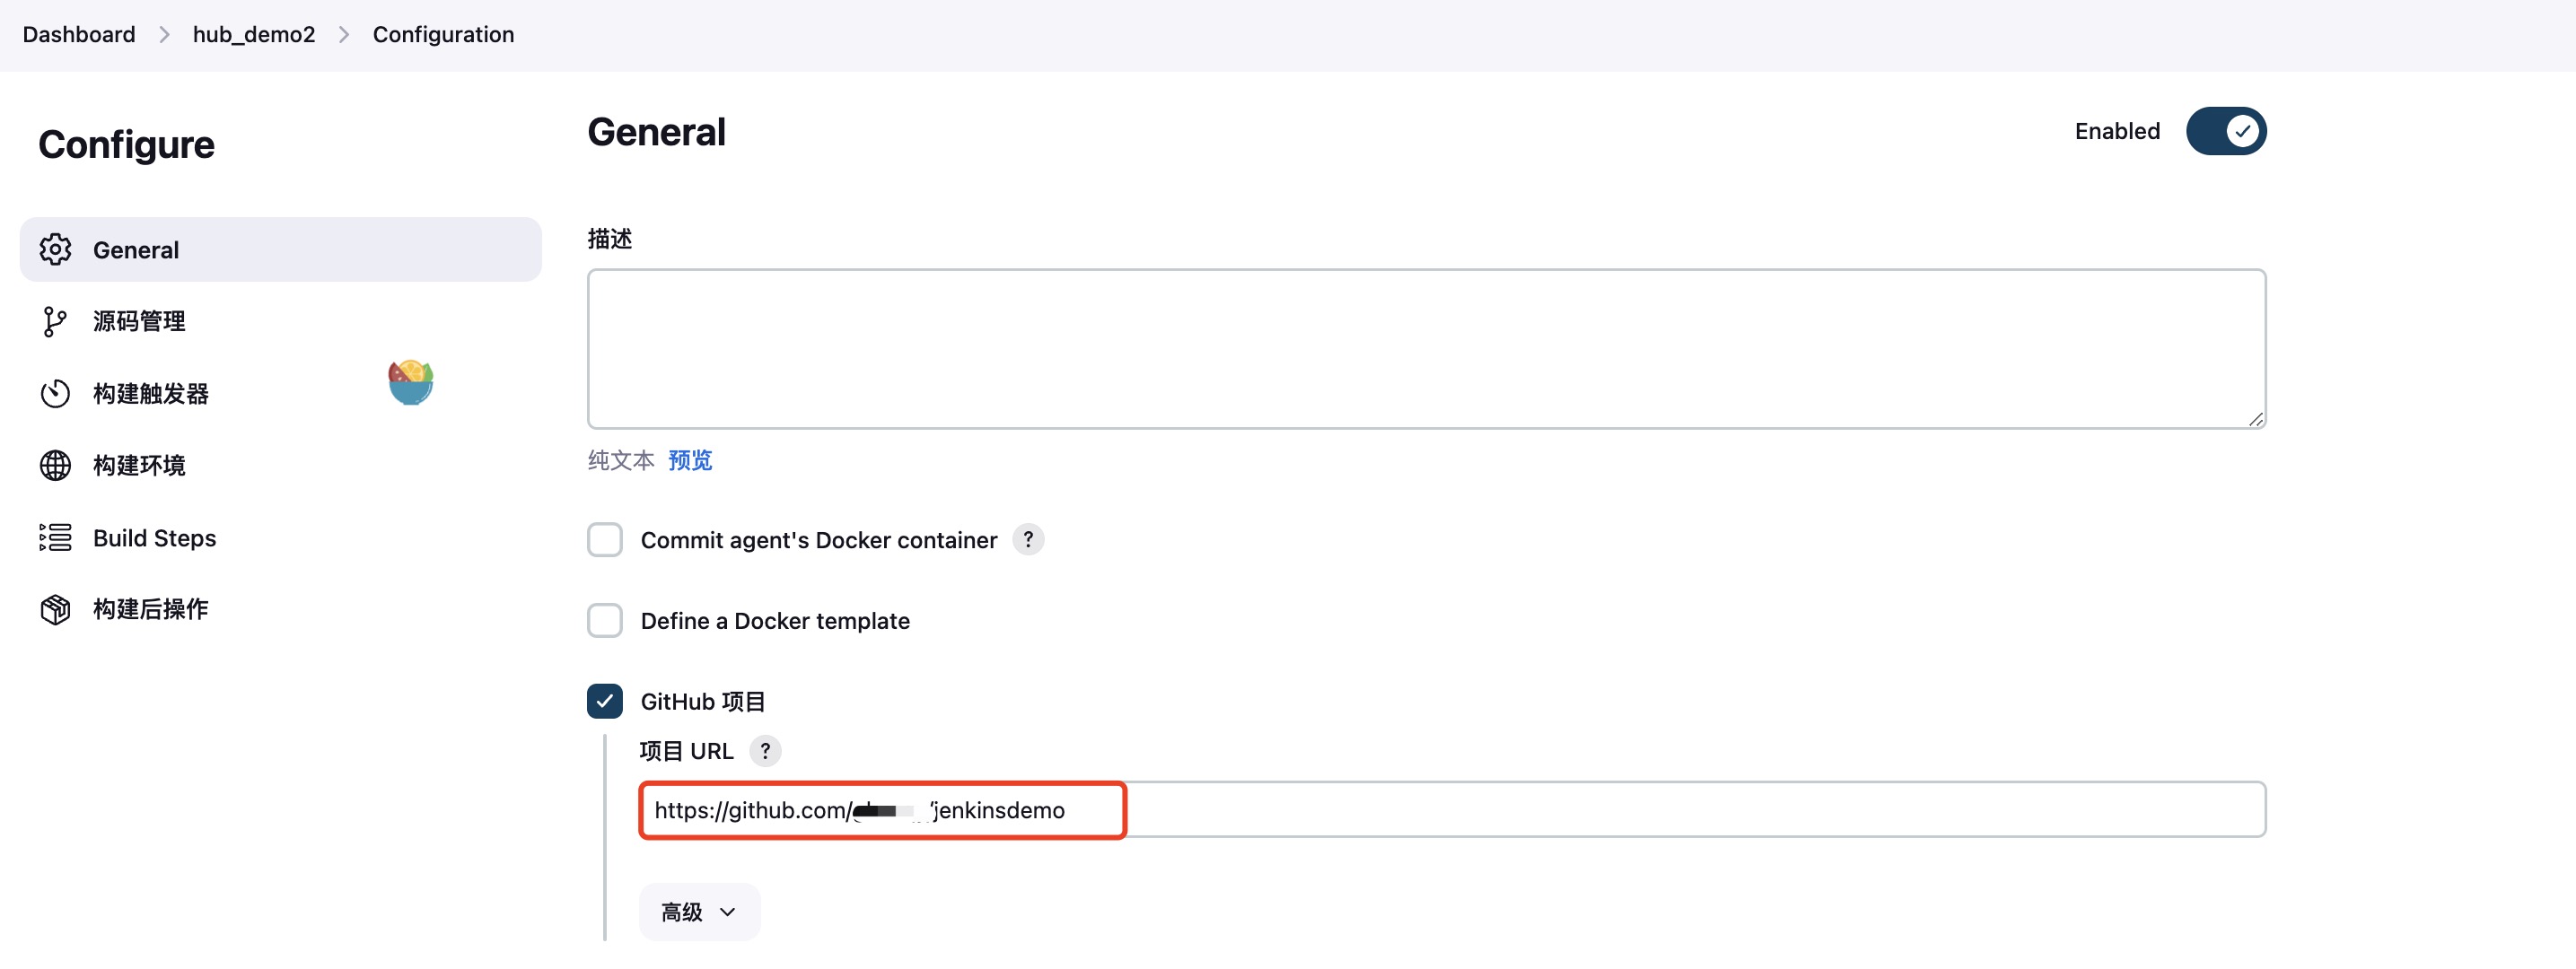 Dashboard > hub_demo2 > Configuration
Configure
General
源码管理
构建触发器
构建环境
Build Steps
构建后操作
General
Enabled
描述
纯文本 预览
Commit agent's Docker container ?
Define a Docker template
GitHub 项目
项目 URL ?
https://github.com/ /jenkinsdemo
高级